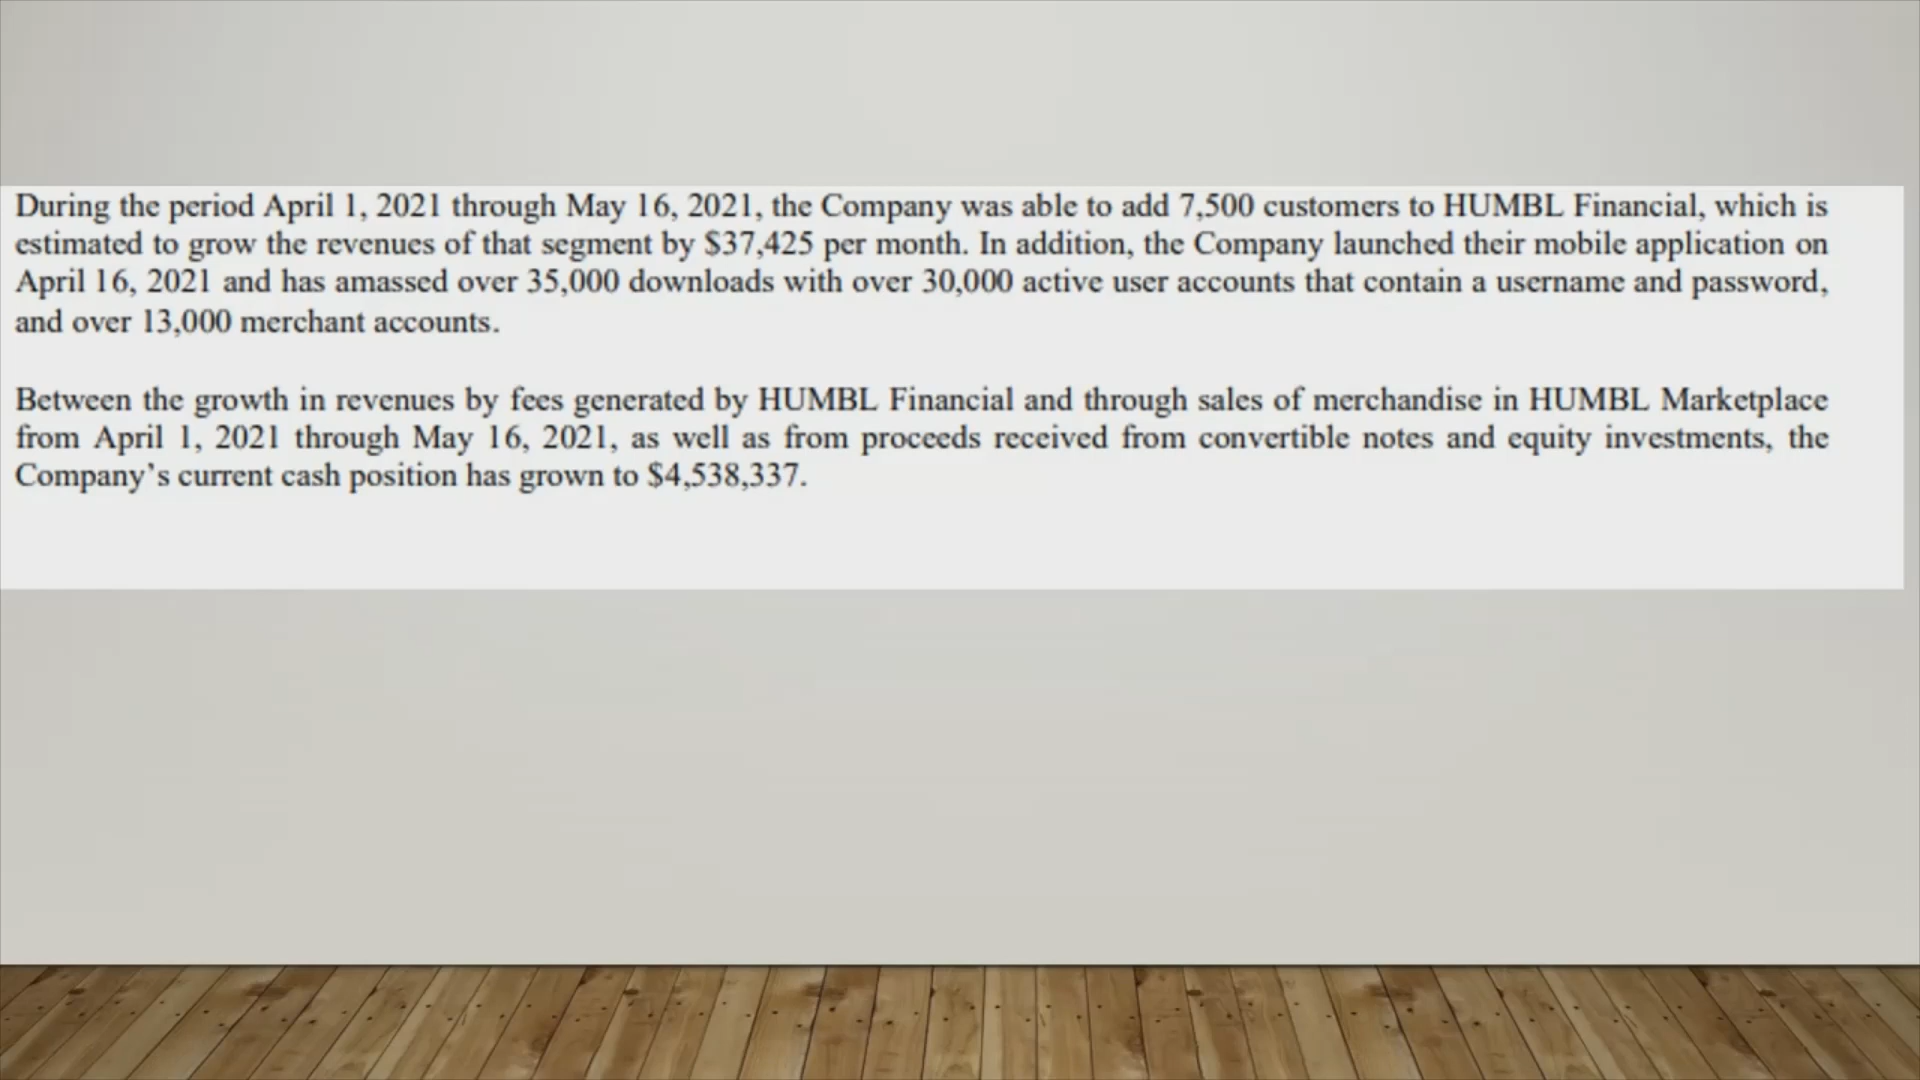 During the period April 1, 2021 through May 16, 2021, the Company was able to add 7,500 customers to HUMBL Financial, which is
estimated to grow the revenues of that segment by $37,425 per month. In addition, the Company launched their mobile application on
April 16, 2021 and has amassed over 35,000 downloads with over 30,000 active user accounts that contain a username and password,
and over 13,000 merchant accounts.
Between the growth in revenues by fees generated by HUMBL Financial and through sales of merchandise in HUMBL Marketplace
from April 1, 2021 through May 16, 2021, as well as from proceeds received from convertible notes and equity investments, the
Company's current cash position has grown to $4,538,337.